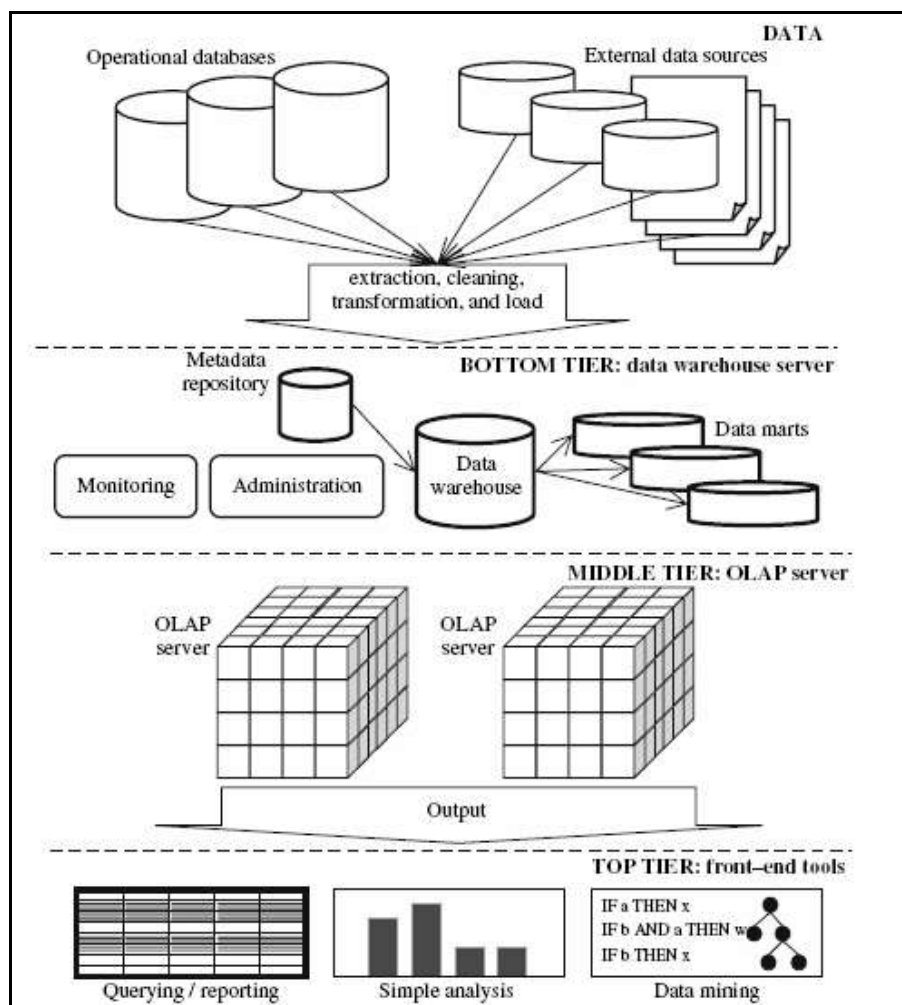 DATA
Operational databases
External data sources
extraction, cleaning,
transformation, and load
BOTTOM TIER: data warehouse server
Metadata
repository
Monitoring
Administration
Data
warehouse
Data marts
MIDDLE TIER: OLAP server
OLAP
server
OLAP
server
Output
TOP TIER: front–end tools
IF a THEN x
IF b AND a THEN w
IF b THEN x
Querying / reporting
Simple analysis
Data mining